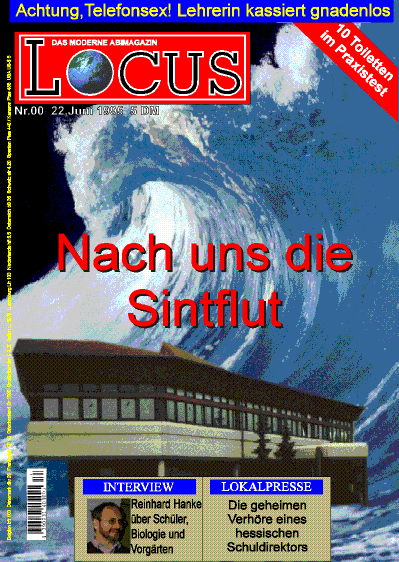 Achtung,Telefonsex! Lehrerin kassiert gnadenlos
10 Toiletten
im Praxistest
DAS MODERNE ABIMAGAZIN
LOCUS
Nr.00 22.Juni 1995 5 DM
Nach uns die
Sintflut
INTERVIEW
Reinhard Hanke
über Schüler,
Biologie und
Vorgärten
LOKALPRESSE
Die geheimen
Verhöre eines
hessischen
Schuldirektors